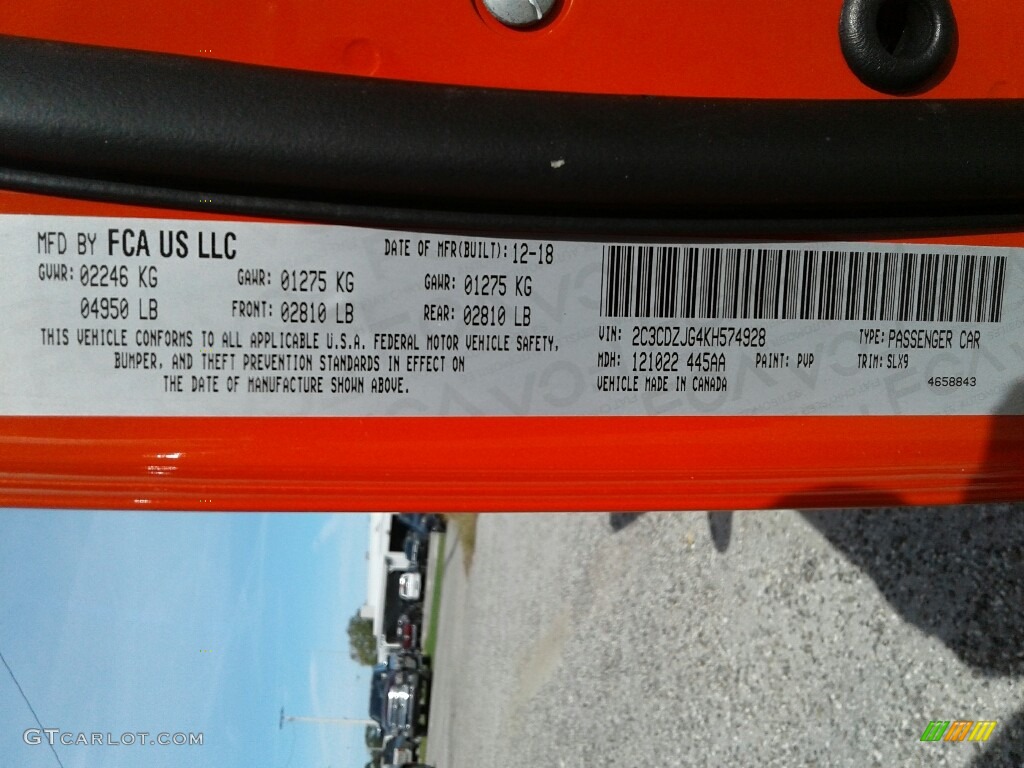 MFD BY FCA US LLC
DATE OF MFR(BUILT): 12-18
GVWR: 02246 KG GAWR: 01275 KG GAWR: 01275 KG
04950 LB FRONT: 02810 LB REAR: 02810 LB
THIS VEHICLE CONFORMS TO ALL APPLICABLE U.S.A. FEDERAL MOTOR VEHICLE SAFETY,
BUMPER, AND THEFT PREVENTION STANDARDS IN EFFECT ON
THE DATE OF MANUFACTURE SHOWN ABOVE.
VIN: 2C3CDZJG4KH574928 TYPE: PASSENGER CAR
MDH: 121022 445AA PAINT: PVP TRIM: SLX9
VEHICLE MADE IN CANADA 4658843
GTCARLOT.COM